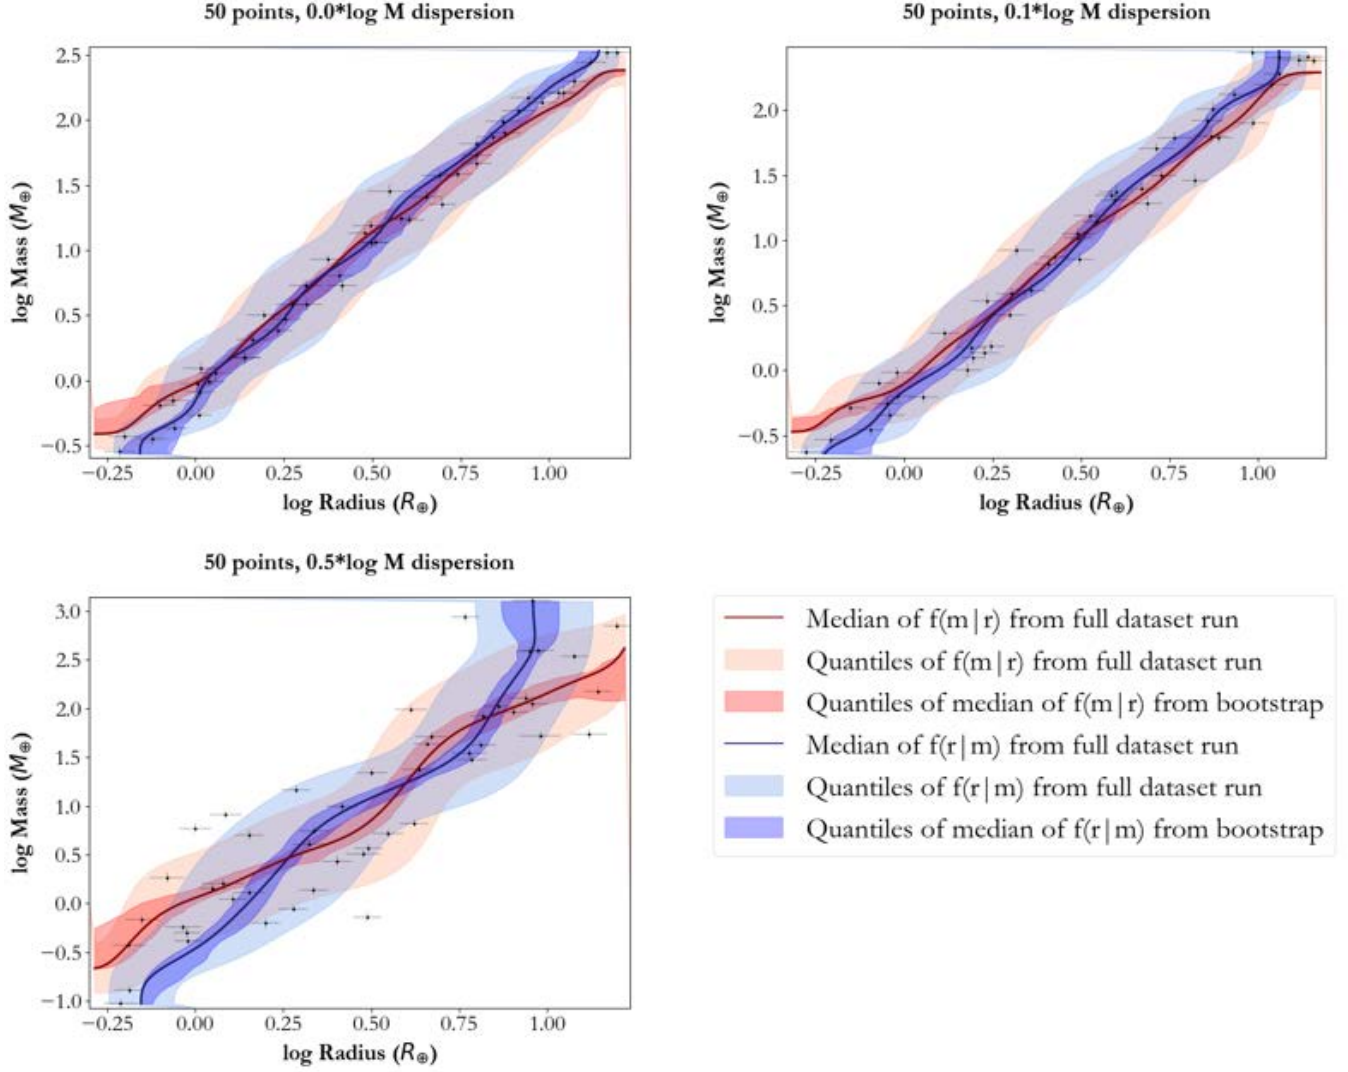 50 points, 0.0*log M dispersion
2.5
2.0
1.5
1.0
0.5
0.0
−0.5
log Mass (M⊕)
−0.25 0.00 0.25 0.50 0.75 1.00
log Radius (R⊕)
50 points, 0.1*log M dispersion
2.0
1.5
1.0
0.5
0.0
−0.5
log Mass (M⊕)
−0.25 0.00 0.25 0.50 0.75 1.00
log Radius (R⊕)
50 points, 0.5*log M dispersion
3.0
2.5
2.0
1.5
1.0
0.5
0.0
−0.5
−1.0
log Mass (M⊕)
−0.25 0.00 0.25 0.50 0.75 1.00
log Radius (R⊕)
Median of f(m|r) from full dataset run
Quantiles of f(m|r) from full dataset run
Quantiles of median of f(m|r) from bootstrap
Median of f(r|m) from full dataset run
Quantiles of f(r|m) from full dataset run
Quantiles of median of f(r|m) from bootstrap